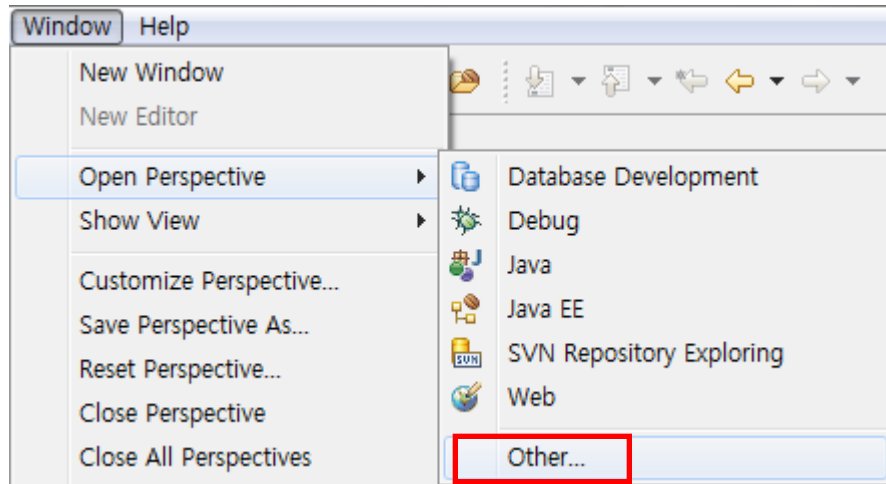 Window Help
New Window
New Editor
Open Perspective
Show View
Customize Perspective...
Save Perspective As...
Reset Perspective...
Close Perspective
Close All Perspectives
Database Development
Debug
Java
Java EE
SVN Repository Exploring
Web
Other...